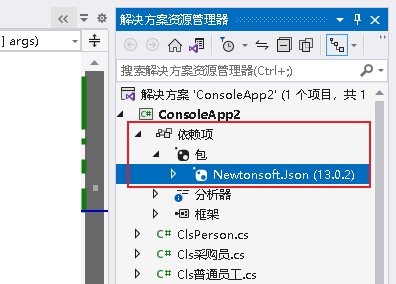 ] args)
解决方案资源管理器
搜索解决方案资源管理器(Ctrl+;)
解决方案 'ConsoleApp2' (1 个项目，共 1
C# ConsoleApp2
依赖项
包
Newtonsoft.Json (13.0.2)
分析器
框架
C# ClsPerson.cs
C# Cls采购员.cs
C# Cls普通员工.cs